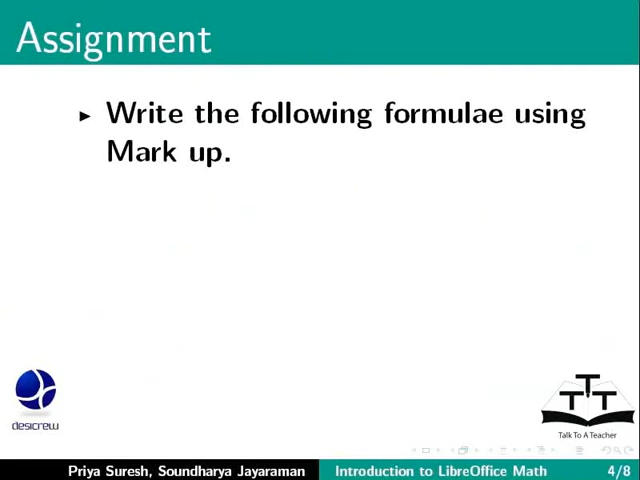 Assignment
Write the following formulae using
Mark up.
desicrew
TTT
Talk To A Teacher
Priya Suresh, Soundharya Jayaraman Introduction to LibreOffice Math 4/8